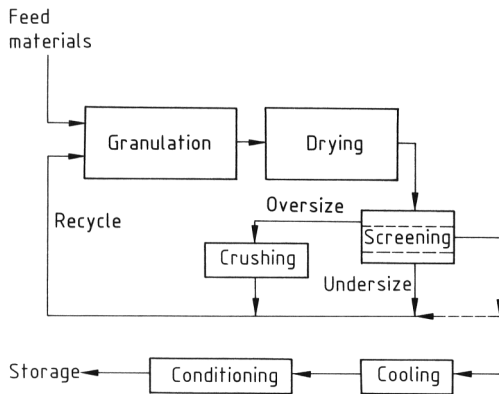 Feed
materials
Granulation
Drying
Oversize
Recycle
Screening
Crushing
Undersize
Storage
Conditioning
Cooling